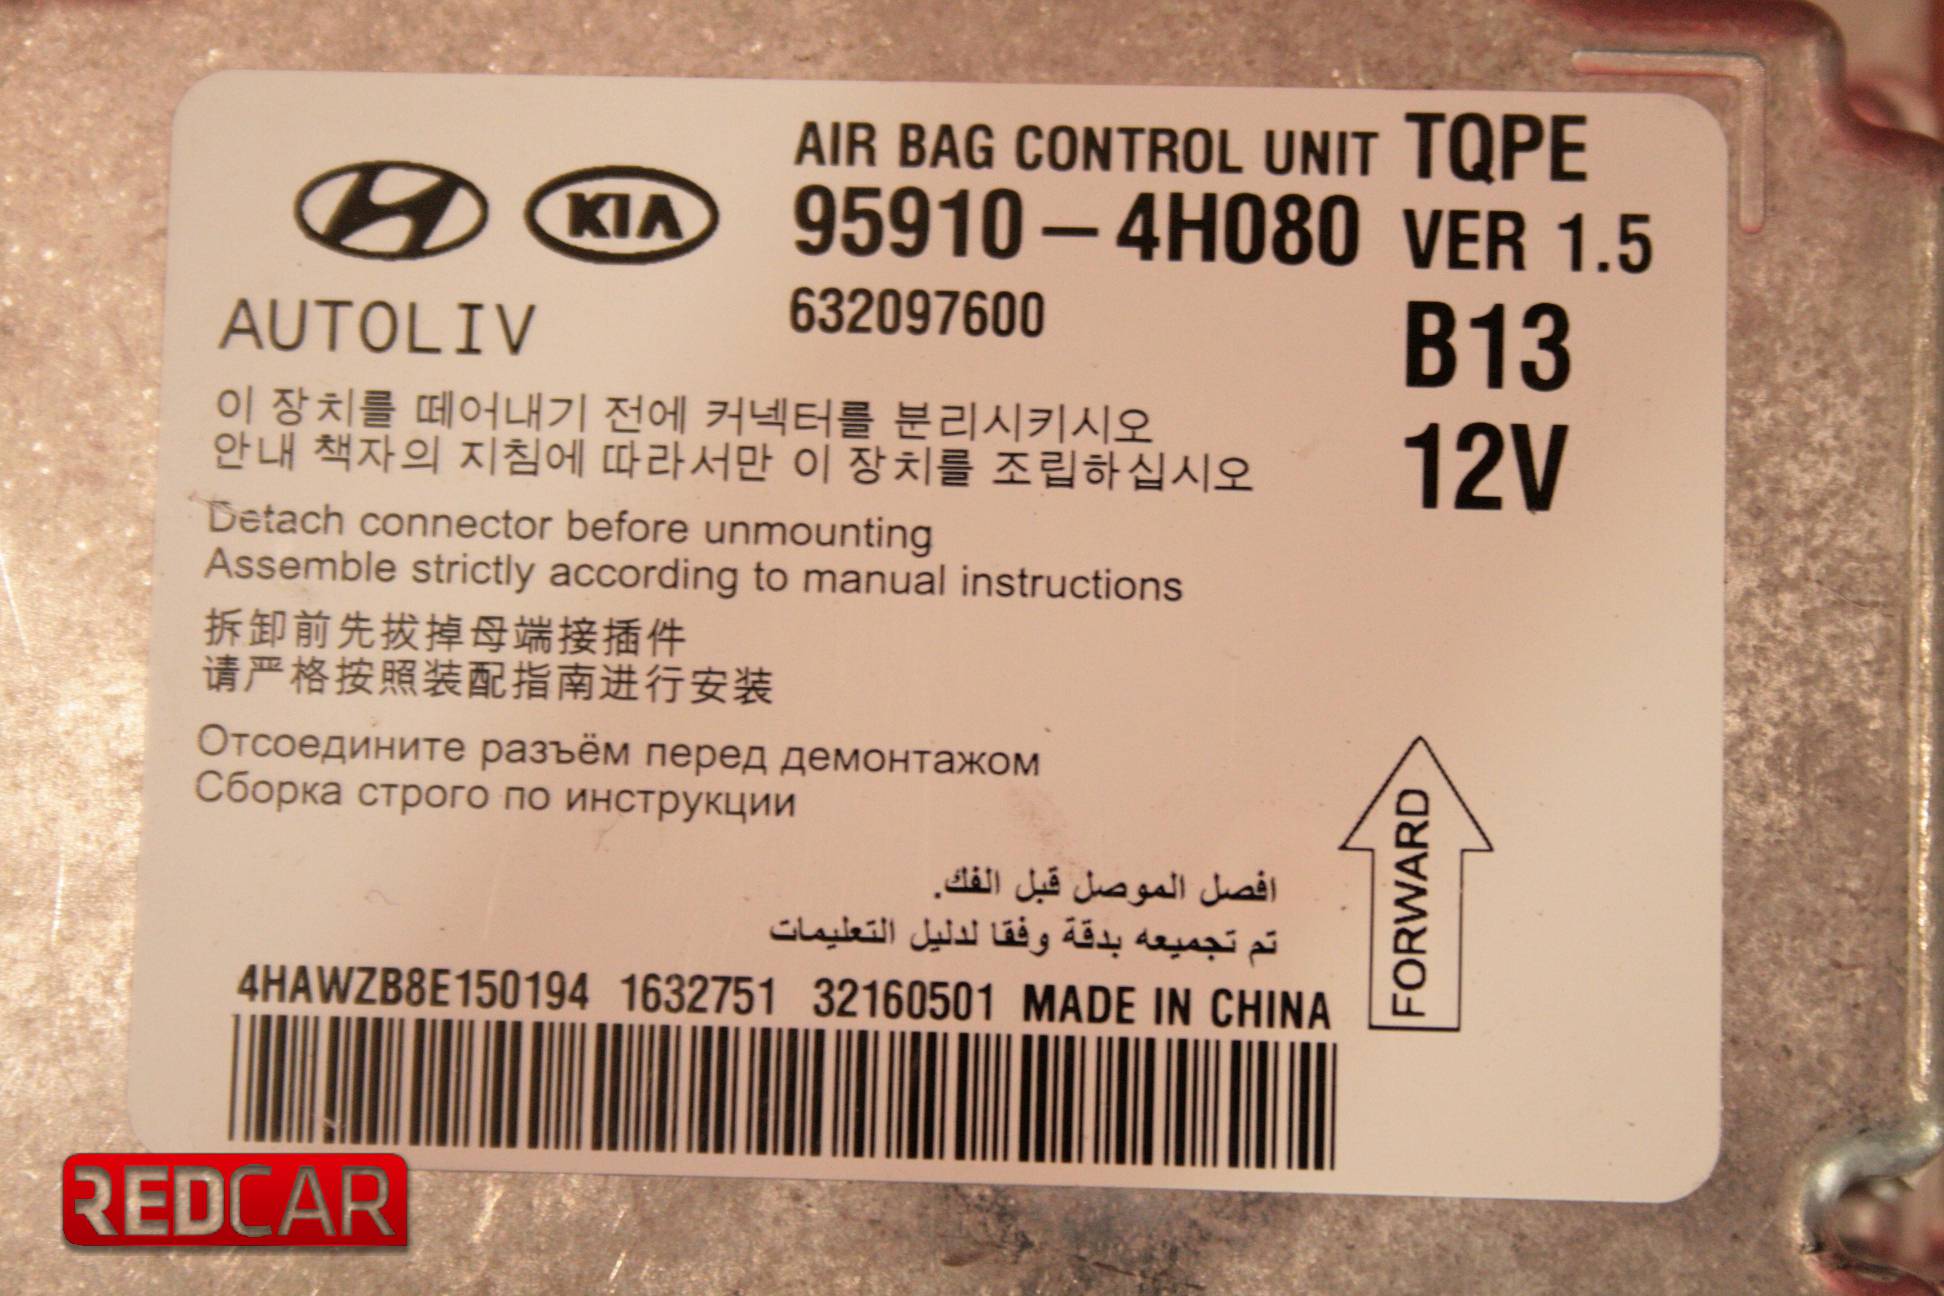 AIR BAG CONTROL UNIT TQPE
KIA
95910-4H080 VER 1.5
AUTOLIV
632097600
B13
12V
이 장치를 떼어내기 전에 커넥터를 분리시키시오
안내 책자의 지침에 따라서만 이 장치를 조립하십시오
Detach connector before unmounting
Assemble strictly according to manual instructions
拆卸前先拔掉母端接插件
请严格按照装配指南进行安装
Отсоедините разъём перед демонтажом
Сборка строго по инструкции
افصل الموصل قبل الفك.
تم تجميعه بدقة وفقا لدليل التعليمات
FORWARD
4HAWZB8E150194 1632751 32160501 MADE IN CHINA
REDCAR